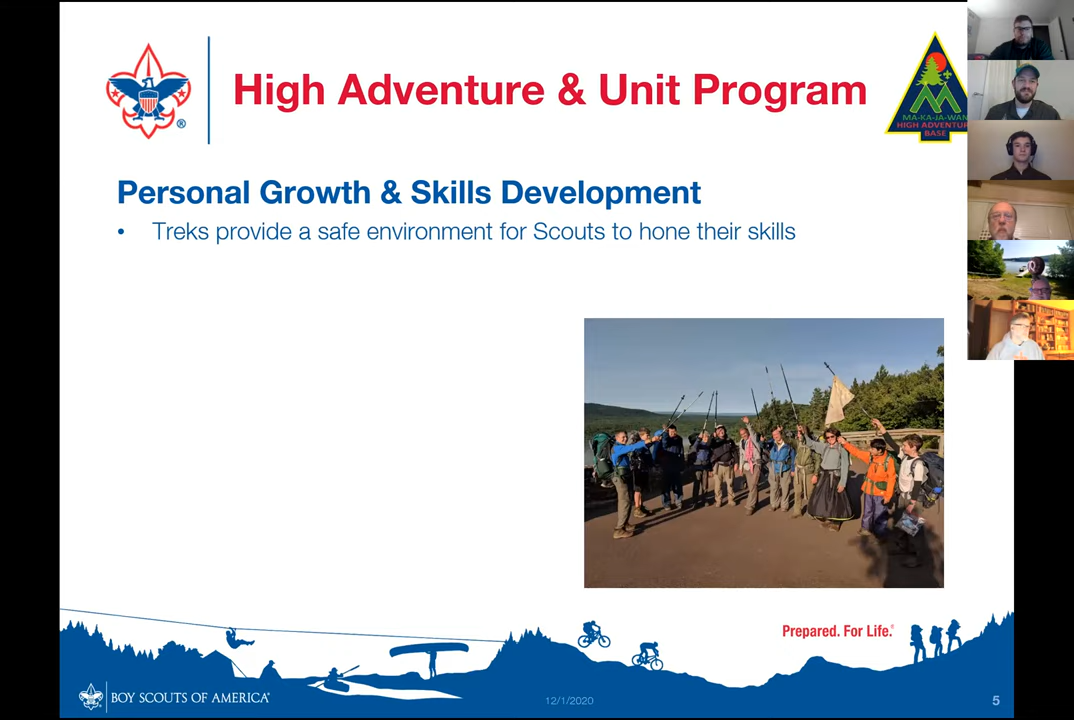 High Adventure & Unit Program
MA-KA-JA-WAN
HIGH ADVENTUR
BASE
Personal Growth & Skills Development
• Treks provide a safe environment for Scouts to hone their skills
Prepared. For Life.®
BOY SCOUTS OF AMERICA®
12/1/2020
5